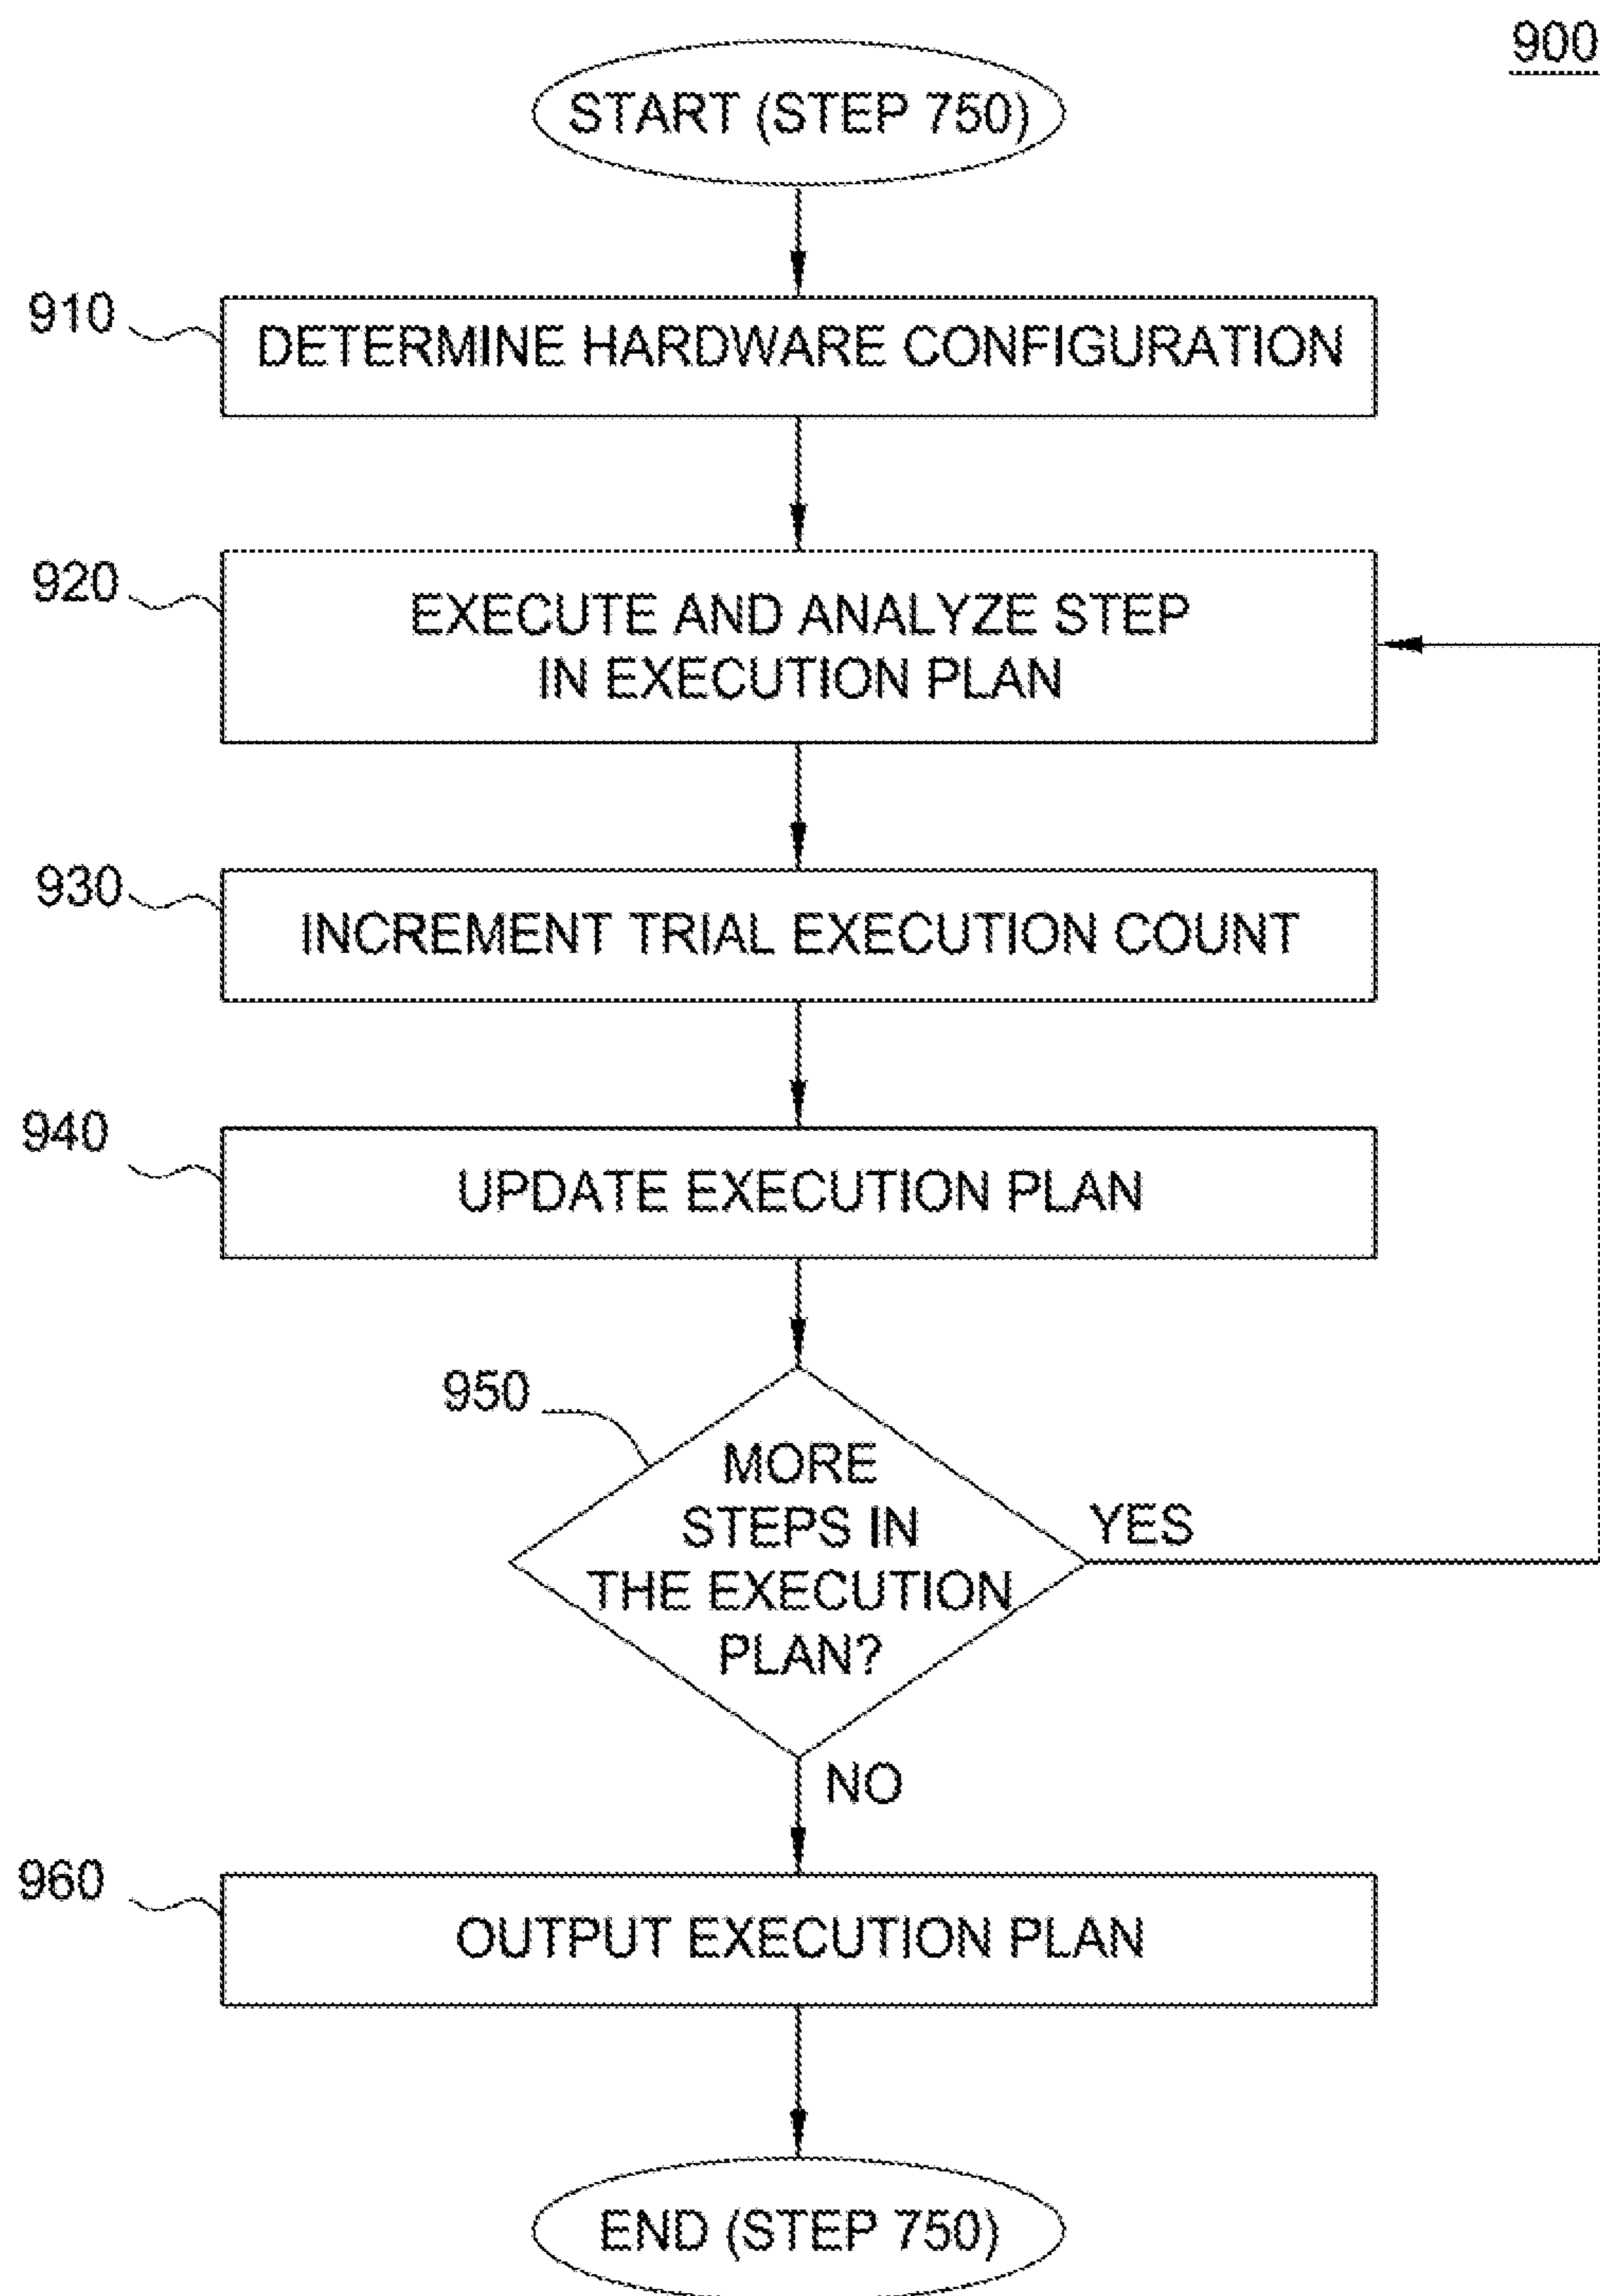 900
START (STEP 750)
910
DETERMINE HARDWARE CONFIGURATION
920
EXECUTE AND ANALYZE STEP
IN EXECUTION PLAN
930
INCREMENT TRIAL EXECUTION COUNT
940
UPDATE EXECUTION PLAN
950
MORE
STEPS IN
THE EXECUTION
PLAN?
YES
NO
960
OUTPUT EXECUTION PLAN
END (STEP 750)